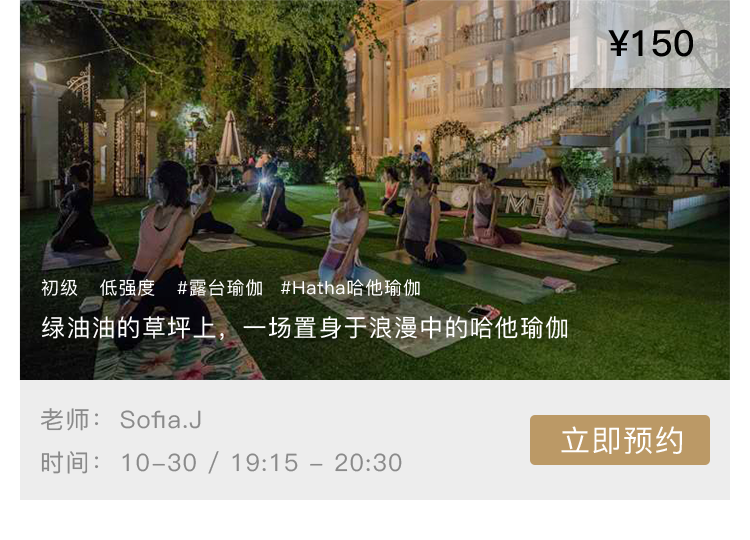 ¥150
初级 低强度 #露台瑜伽 #Hatha哈他瑜伽
绿油油的草坪上，一场置身于浪漫中的哈他瑜伽
老师： Sofia.J
时间： 10-30 / 19:15 - 20:30
立即预约